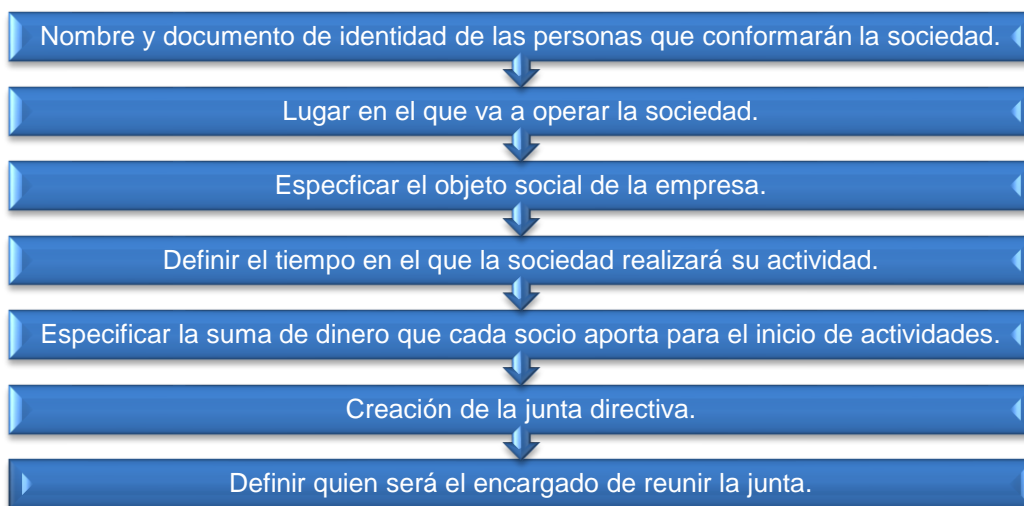 Nombre y documento de identidad de las personas que conformarán la sociedad.
Lugar en el que va a operar la sociedad.
Especficar el objeto social de la empresa.
Definir el tiempo en el que la sociedad realizará su actividad.
Especificar la suma de dinero que cada socio aporta para el inicio de actividades.
Creación de la junta directiva.
Definir quien será el encargado de reunir la junta.